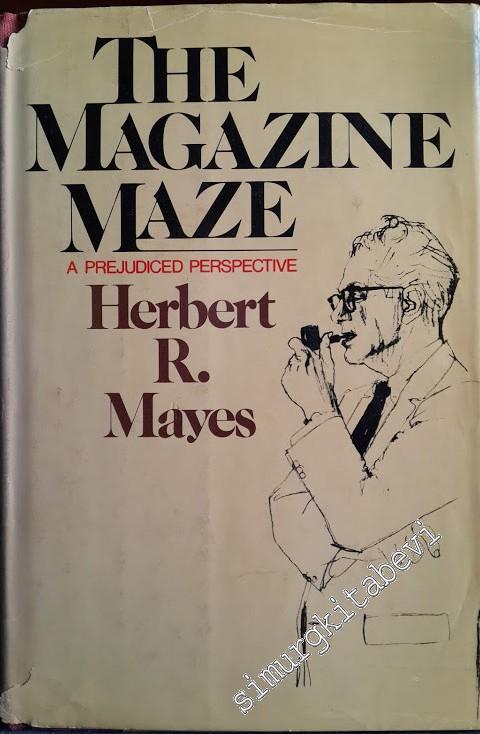 THE
MAGAZINE
MAZE
A PREJUDICED PERSPECTIVE
Herbert
R.
Mayes
simurgkitabevi